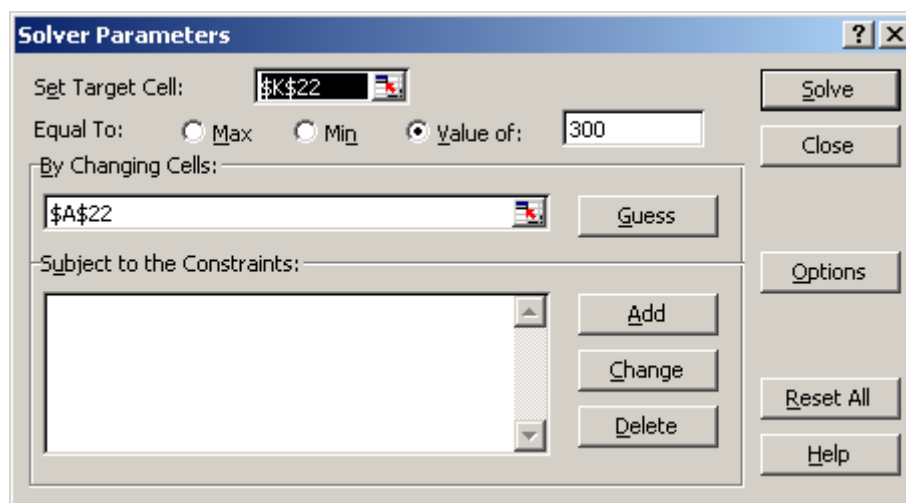 Solver Parameters
Set Target Cell: $K$22 Solve
Equal To: Max Min Value of: 300 Close
By Changing Cells:
$A$22 Guess
Subject to the Constraints: Options
Add
Change
Reset All
Delete
Help